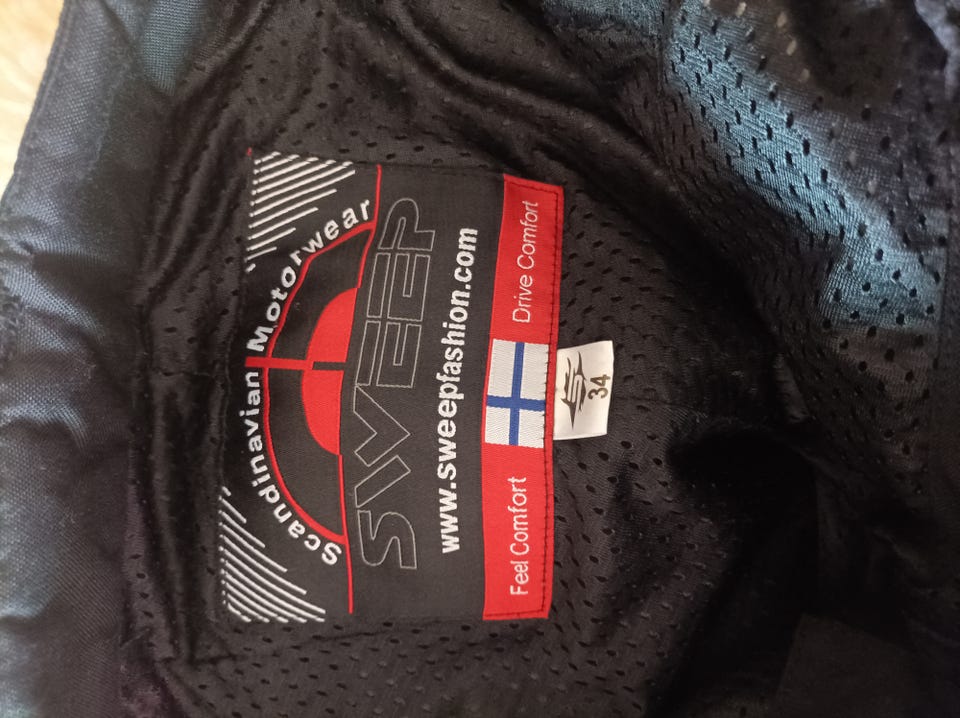 Scandinavian Motorwear
SWEEP
www.sweepfashion.com
Feel Comfort Drive Comfort
34